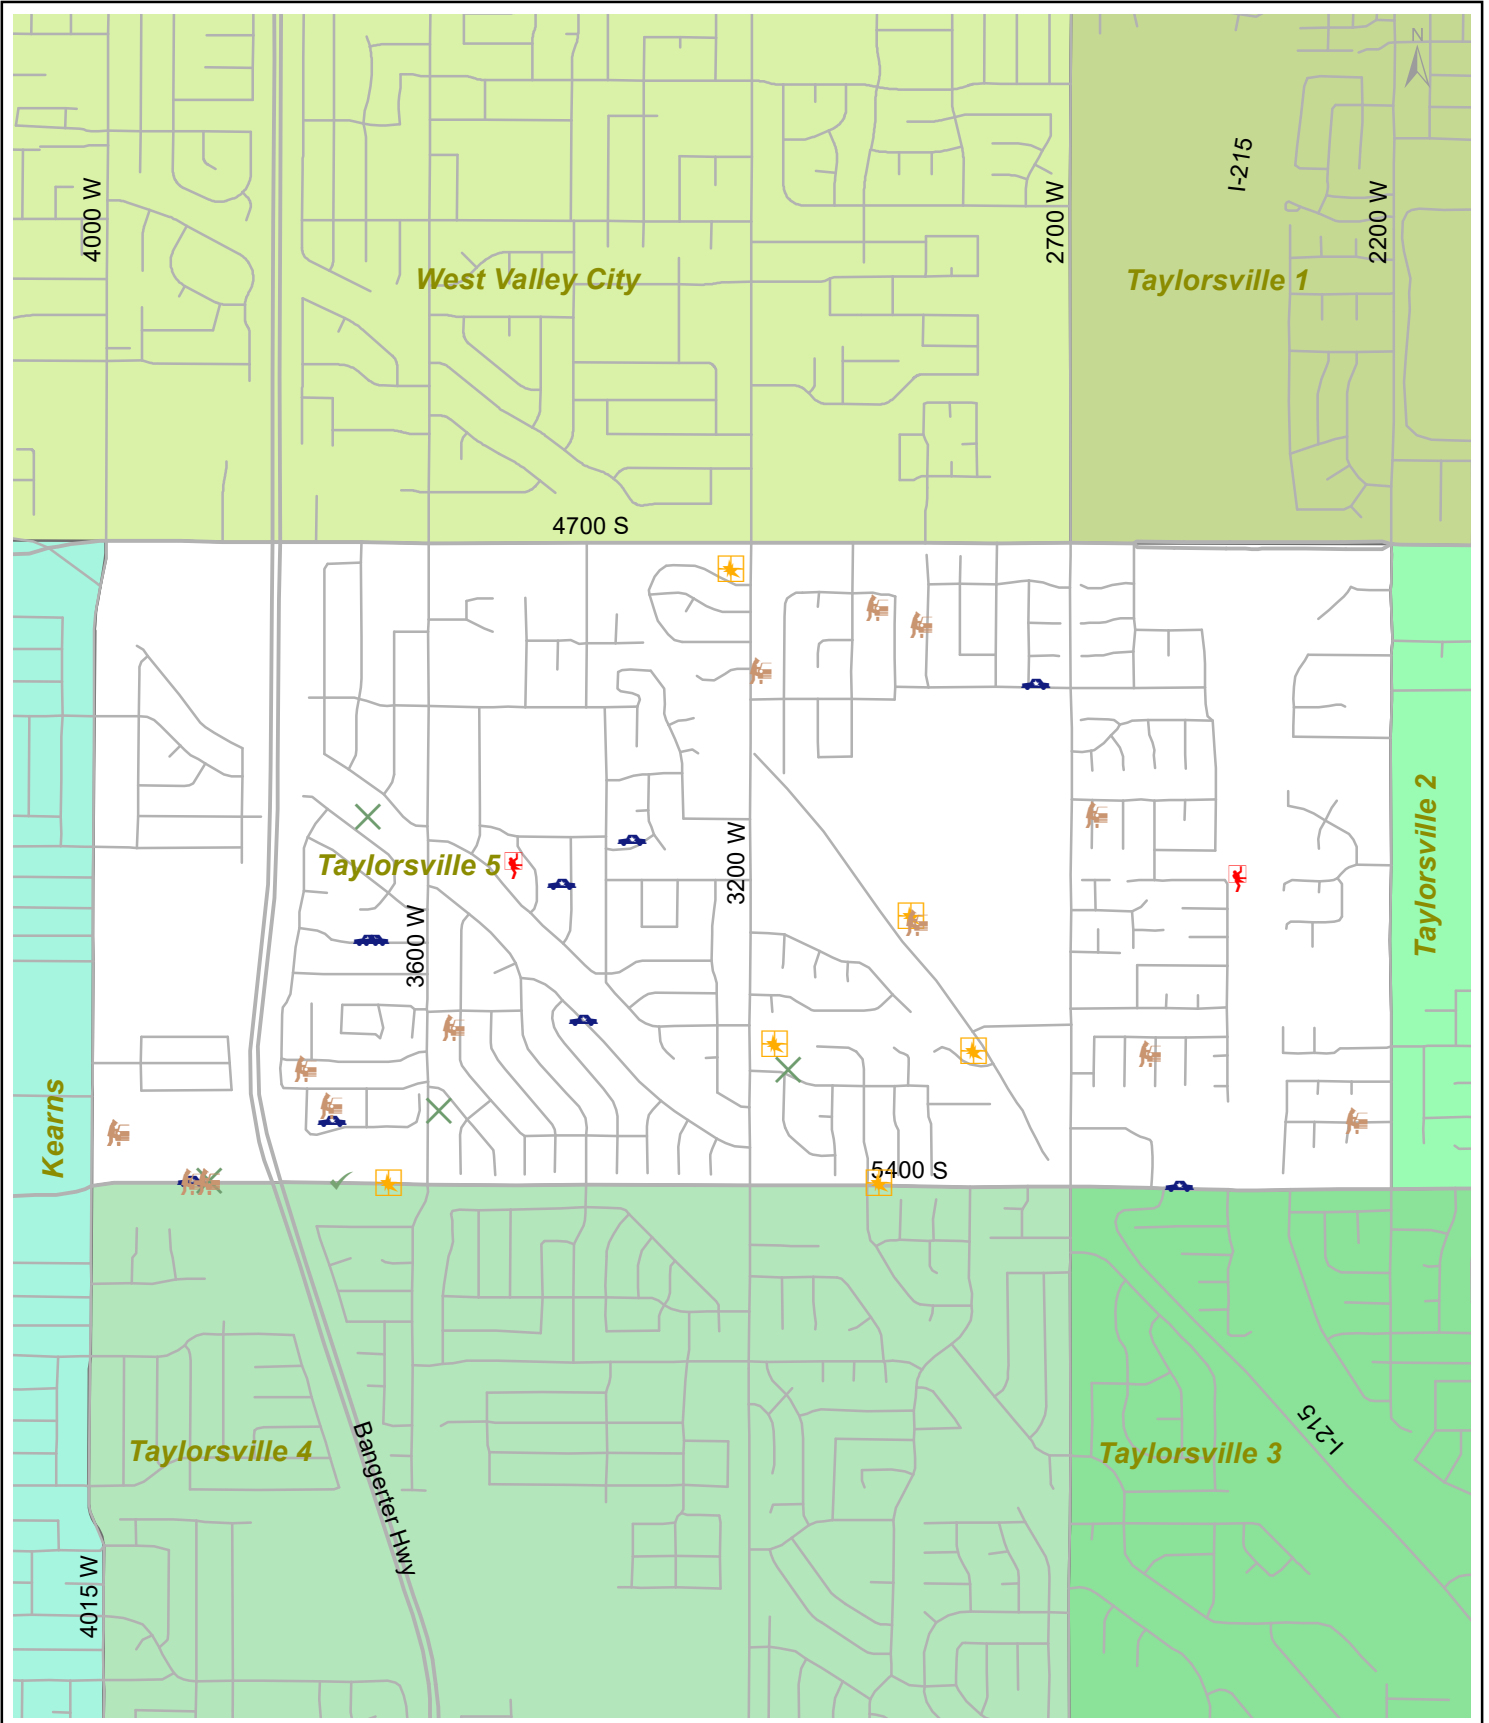 N
I-215
4000 W
2700 W
2200 W
West Valley City
Taylorsville 1
4700 S
Taylorsville 2
3200 W
Taylorsville 5
3600 W
Kearns
5400 S
I-215
Taylorsville 4
Taylorsville 3
Bangerter Hwy
4015 W